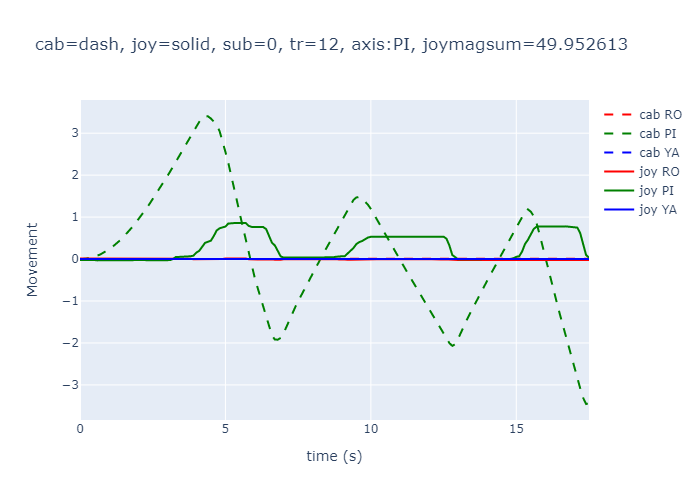 cab=dash, joy=solid, sub=0, tr=12, axis:PI, joymagsum=49.952613
cab RO
cab PI
cab YA
joy RO
joy PI
joy YA
3
2
1
0
−1
−2
−3
Movement
0
5
10
15
time (s)